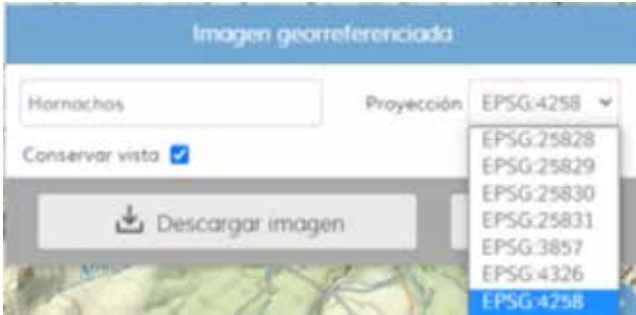 Imagen georreferenciada
Hornachos
Proyección EPSG:4258
Conservar vista
EPSG:25828
EPSG:25829
EPSG:25830
EPSG:25831
EPSG:3857
EPSG:4326
EPSG:4258
Descargar imagen